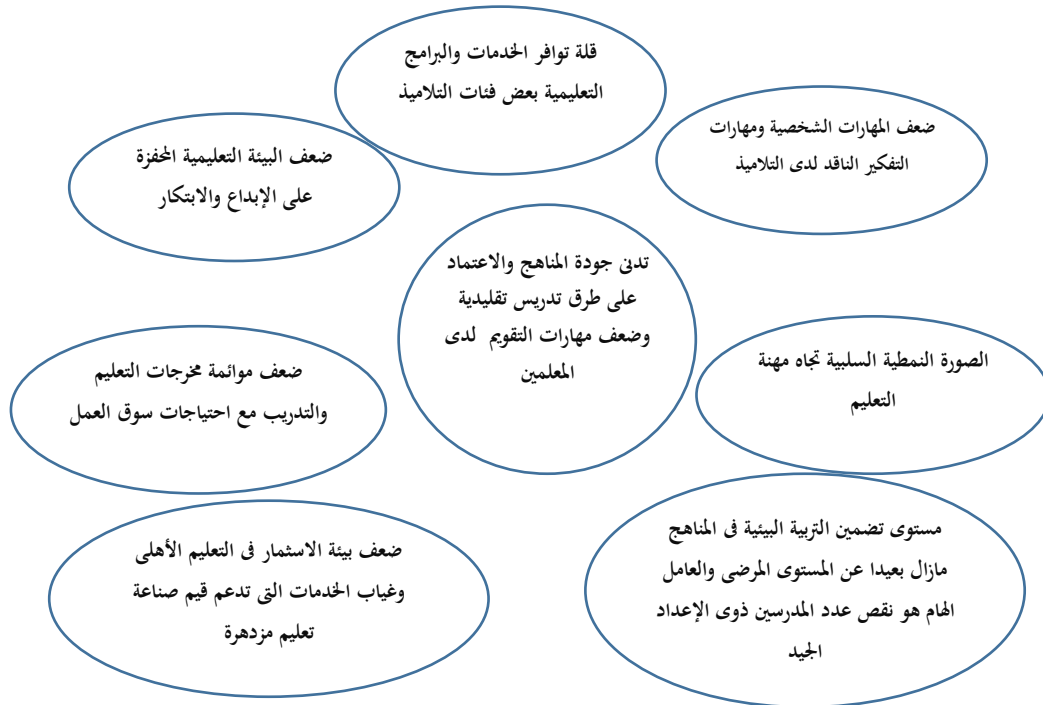 قلة توافر الخدمات والبرامج
التعليمية بعض فئات التلاميذ
ضعف المهارات الشخصية ومهارات
التفكير الناقد لدى التلاميذ
ضعف البيئة التعليمية المحفزة
على الإبداع والابتكار
تدنى جودة المناهج والاعتماد
على طرق تدريس تقليدية
وضعف مهارات التقويم لدى
المعلمين
الصورة النمطية السلبية تجاه مهنة
التعليم
ضعف موائمة مخرجات التعليم
والتدريب مع احتياجات سوق العمل
مستوى تضمين التربية البيئية فى المناهج
مازال بعيدا عن المستوى المرضى والعامل
الهام هو نقص عدد المدرسين ذوى الإعداد
الجيد
ضعف بيئة الاسثمار فى التعليم الأهلى
وغياب الخدمات التى تدعم قيم صناعة
تعليم مزدهرة